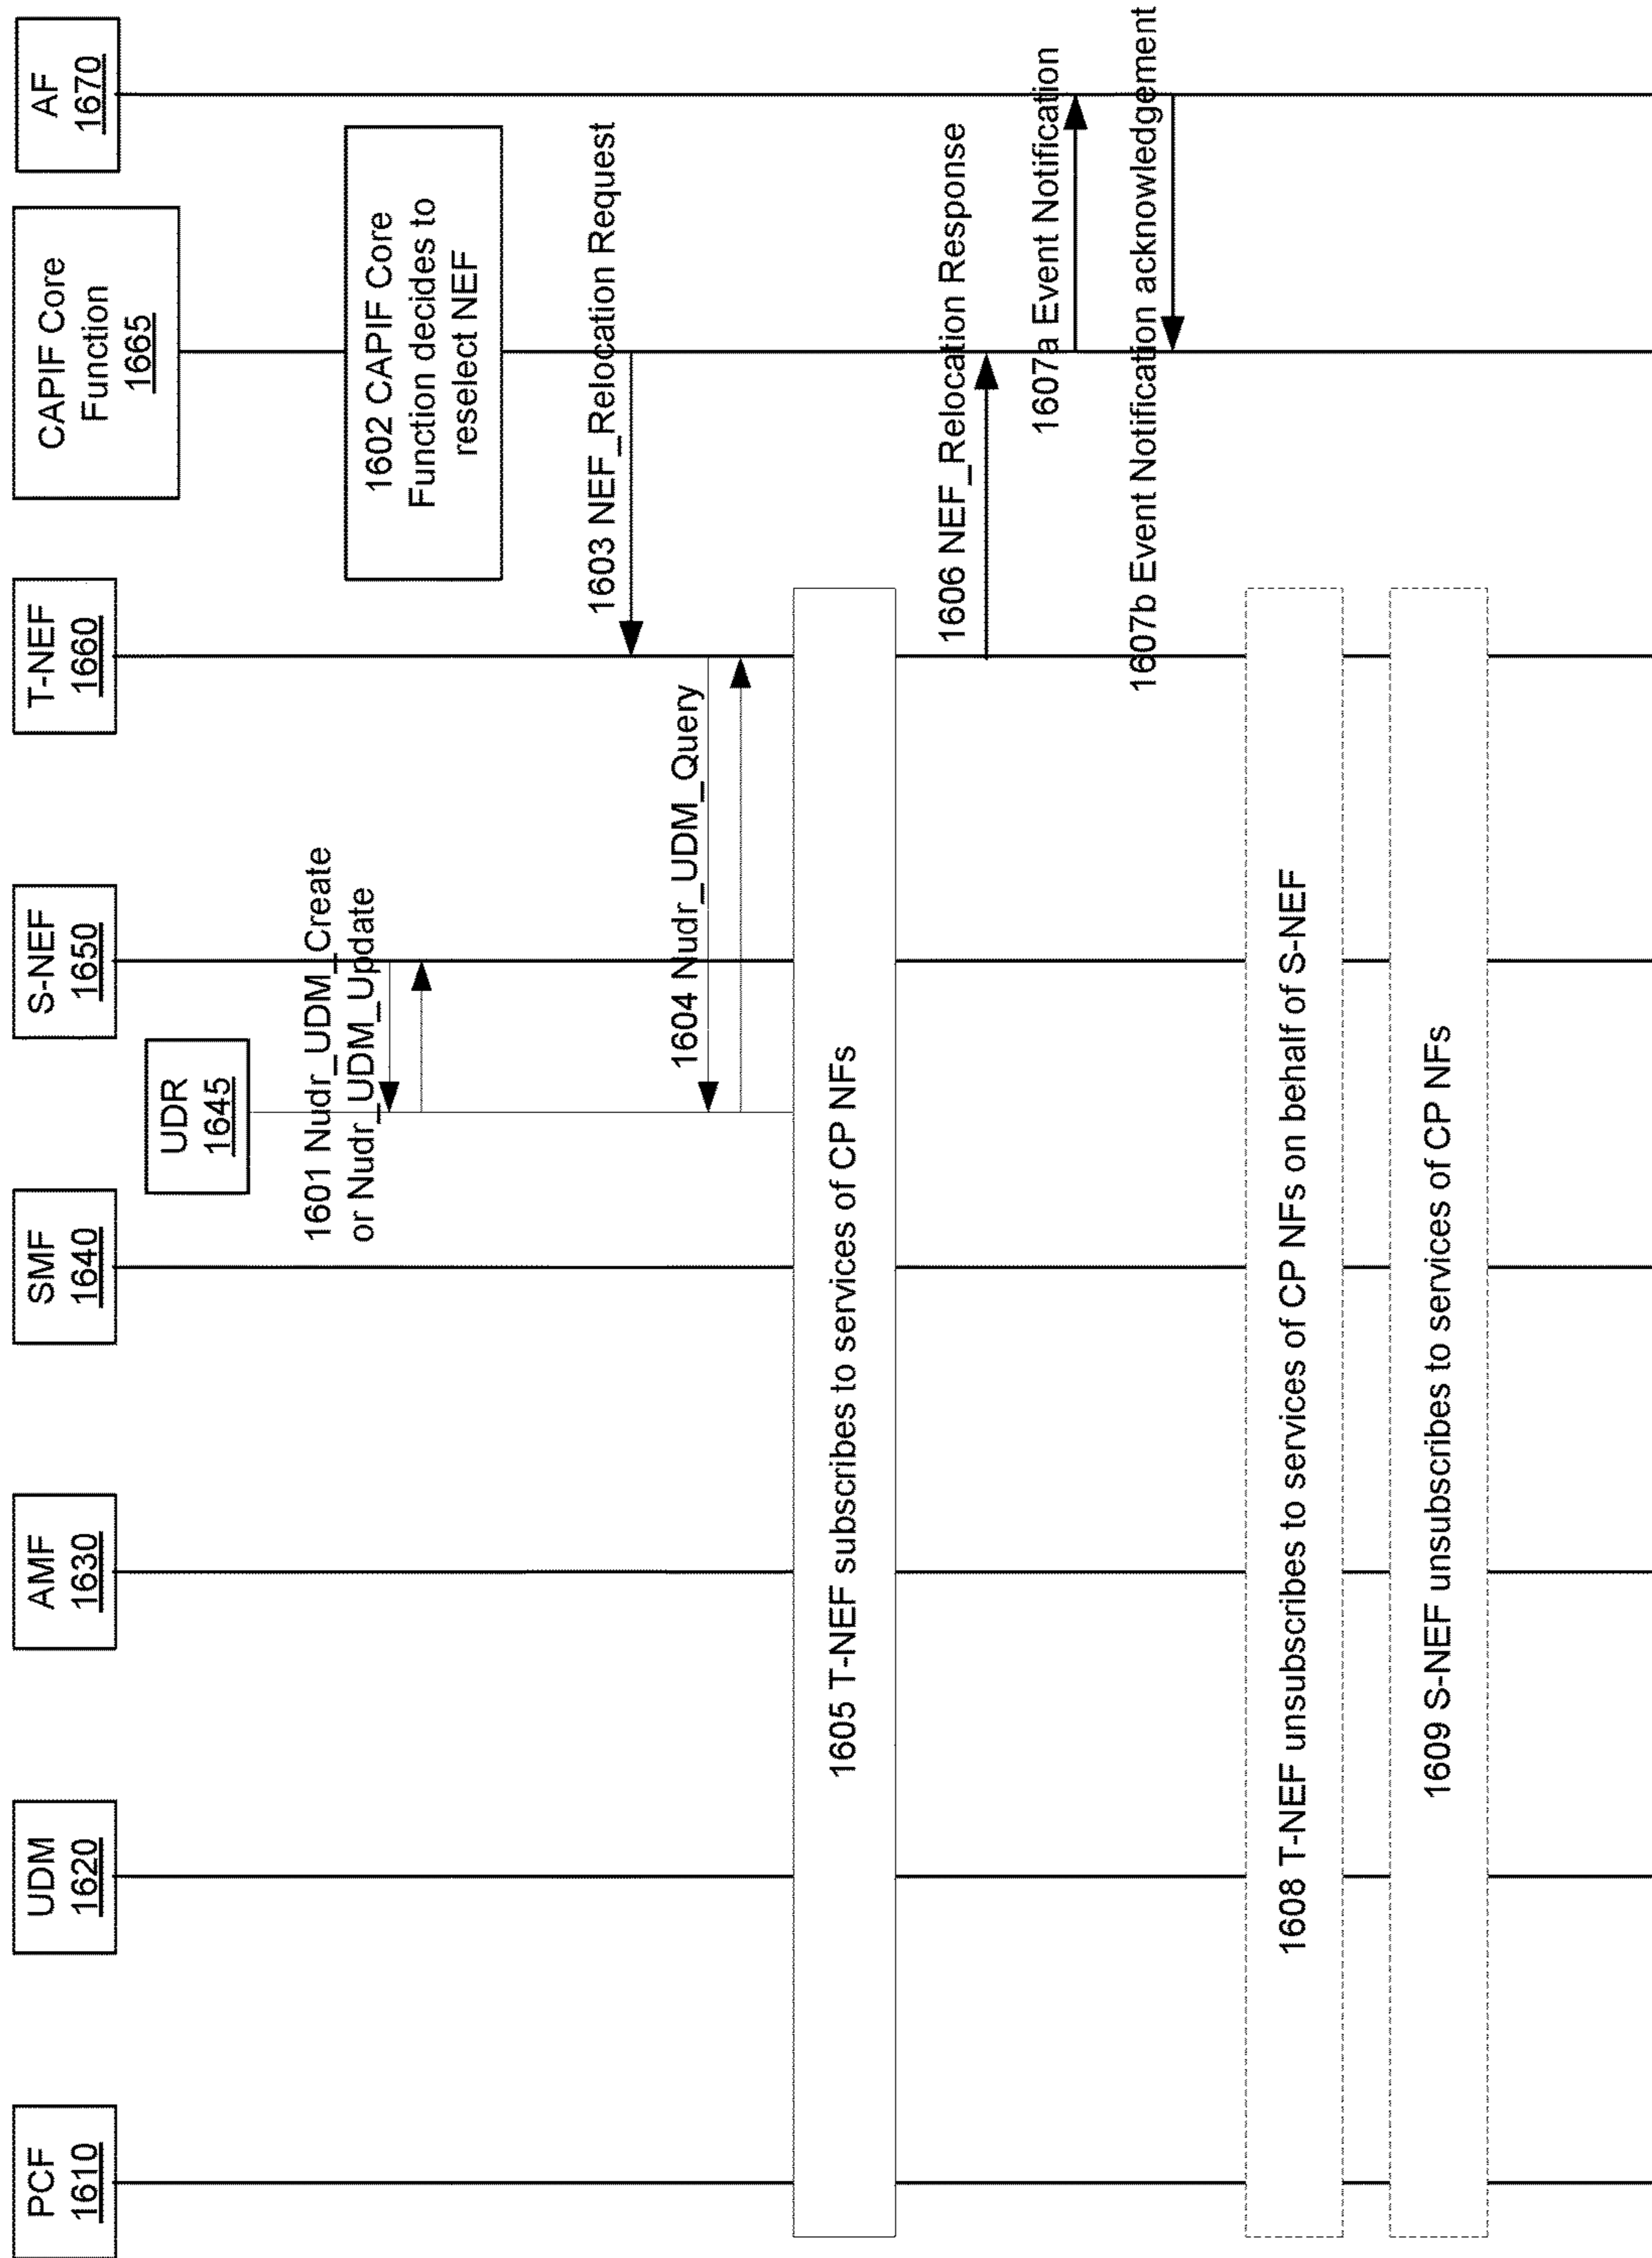 PCF
1610
UDM
1620
AMF
1630
SMF
1640
UDR
1645
S-NEF
1650
T-NEF
1660
CAPIF Core
Function
1665
AF
1670
1601 Nudr_UDM_Create
or Nudr_UDM_Update
1602 CAPIF Core
Function decides to
reselect NEF
1603 NEF_Relocation Request
1604 Nudr_UDM_Query
1605 T-NEF subscribes to services of CP NFs
1606 NEF_Relocation Response
1607a Event Notification
1607b Event Notification acknowledgement
1608 T-NEF unsubscribes to services of CP NFs on behalf of S-NEF
1609 S-NEF unsubscribes to services of CP NFs